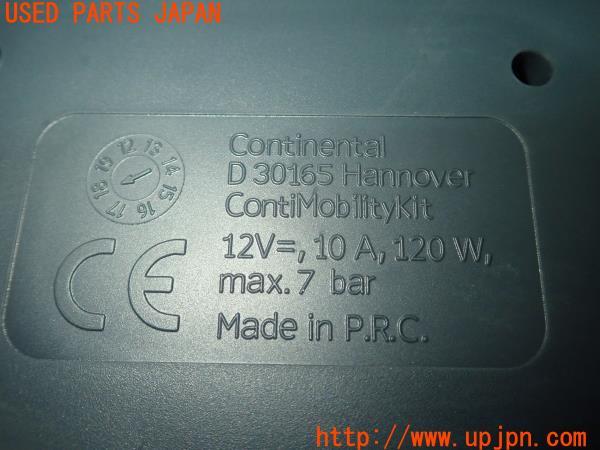 USED PARTS JAPAN
12 13 14 15 16 17 18 19
Continental
D 30165 Hannover
ContiMobilityKit
12V=, 10 A, 120 W,
max. 7 bar
Made in P.R.C.
CE
http://www.upjpn.com/